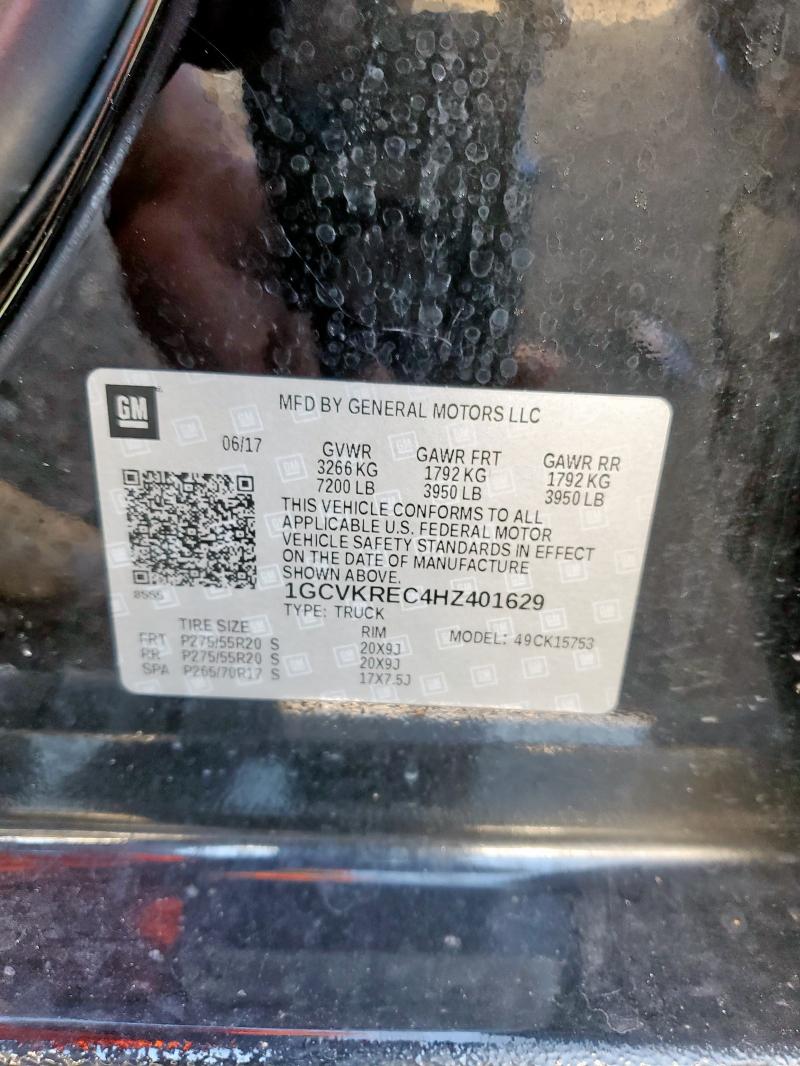 GM
MFD BY GENERAL MOTORS LLC
06/17
GVWR GAWR FRT GAWR RR
3266 KG 1792 KG 1792 KG
7200 LB 3950 LB 3950 LB
THIS VEHICLE CONFORMS TO ALL
APPLICABLE U.S. FEDERAL MOTOR
VEHICLE SAFETY STANDARDS IN EFFECT
ON THE DATE OF MANUFACTURE
SHOWN ABOVE.
8SS5
1GCVKREC4HZ401629
TYPE: TRUCK
TIRE SIZE RIM MODEL: 49CK15753
FRT P275/55R20 S 20X9J
RR P275/55R20 S 20X9J
SPA P265/70R17 S 17X7.5J